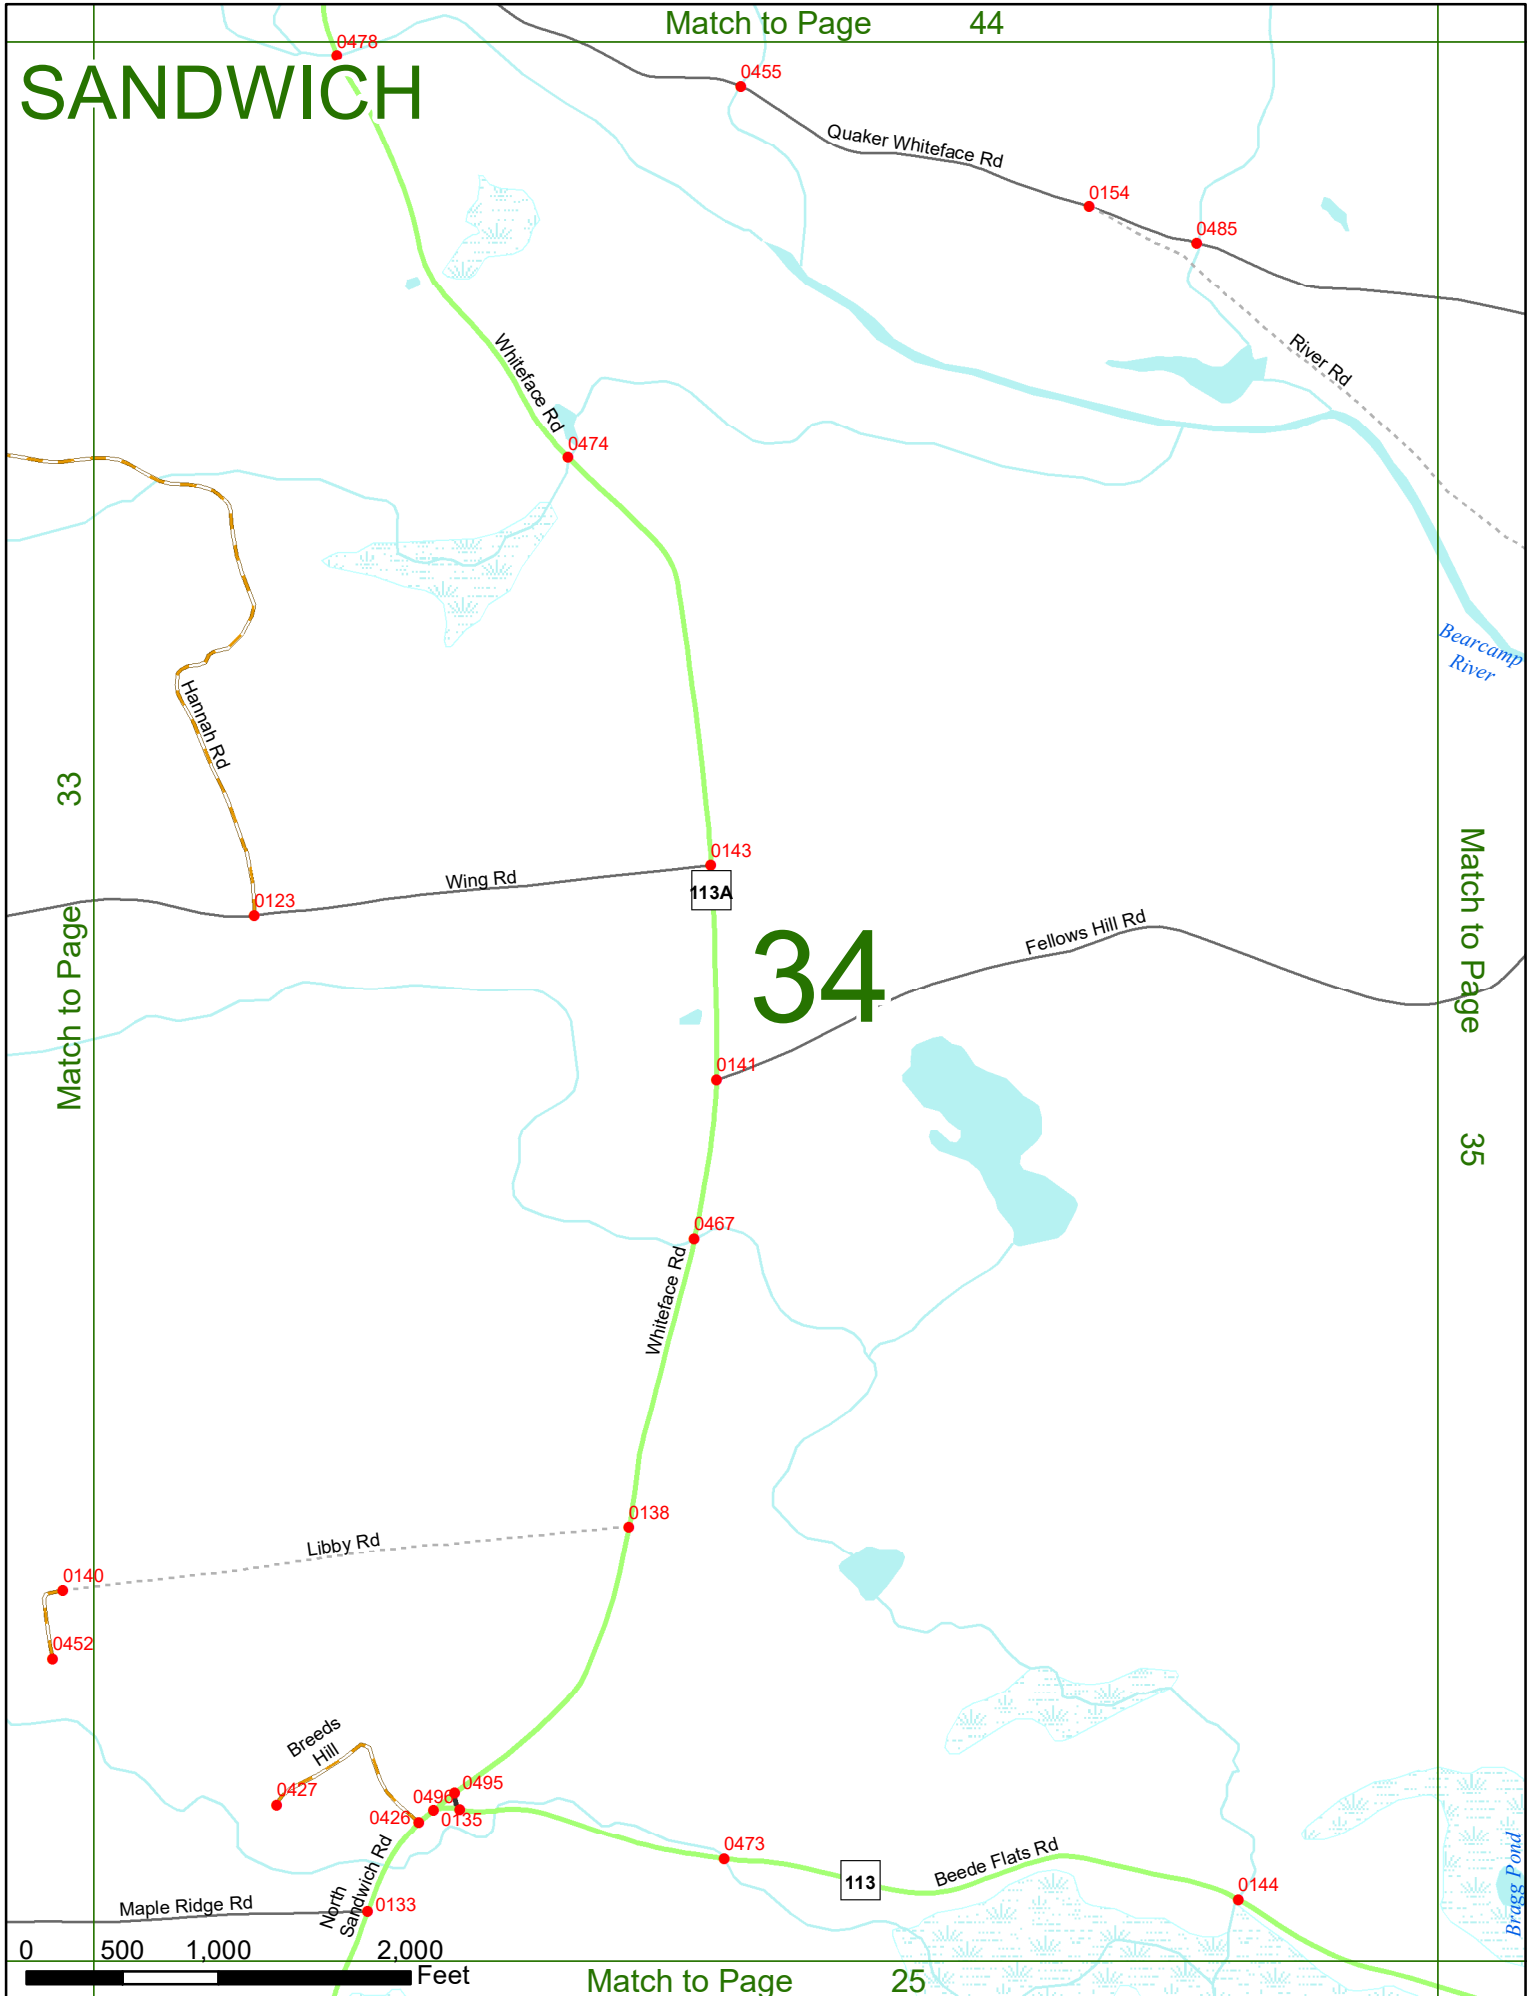 Match to Page 44
0478
SANDWICH
0455
Quaker Whiteface Rd
0154
0485
River Rd
Whiteface Rd
0474
Bearcamp
River
Hannah Rd
Match to Page 33
0143
113A
Wing Rd
0123
34
Fellows Hill Rd
Match to Page 35
0141
0467
Whiteface Rd
0138
Libby Rd
0140
0452
Breeds
Hill
0427
0495
0496
0426
0135
0473
Beede Flats Rd
113
0144
Bragg Pond
North
Sandwich Rd
Maple Ridge Rd
0133
0 500 1,000 2,000
Feet
Match to Page 25